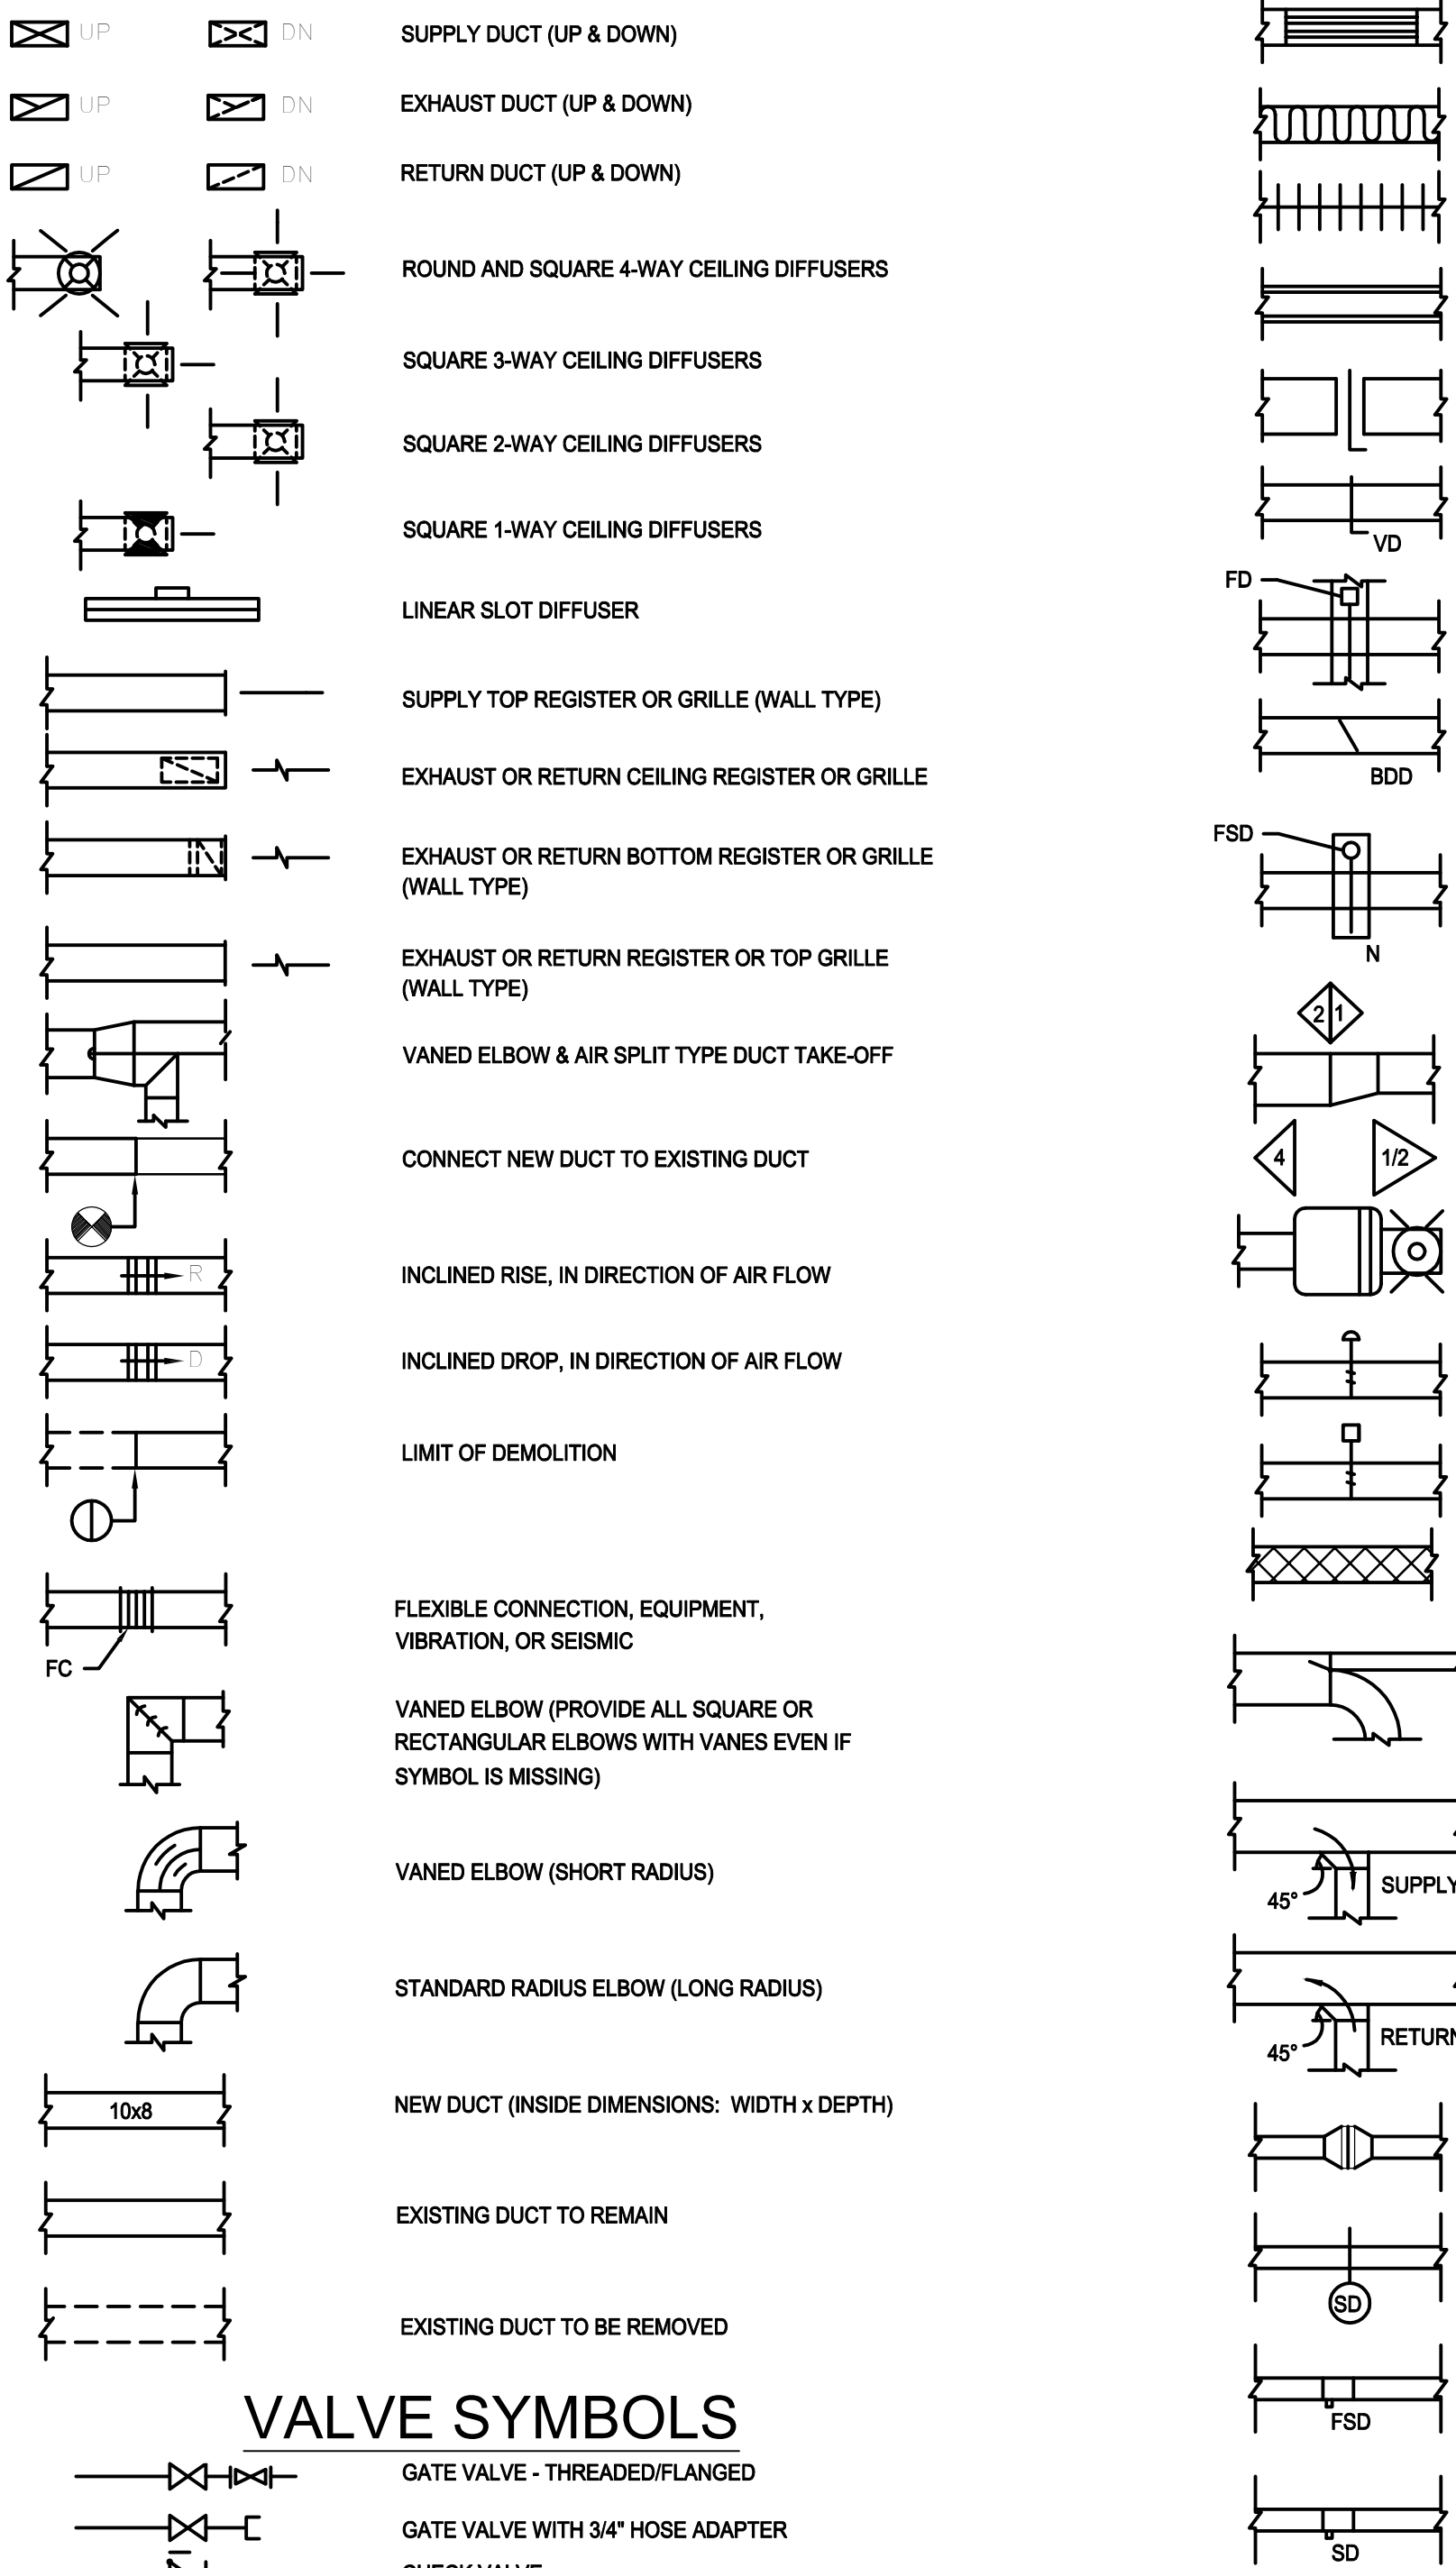 UP DN SUPPLY DUCT (UP & DOWN)
UP DN EXHAUST DUCT (UP & DOWN)
UP DN RETURN DUCT (UP & DOWN)
ROUND AND SQUARE 4-WAY CEILING DIFFUSERS
SQUARE 3-WAY CEILING DIFFUSERS
SQUARE 2-WAY CEILING DIFFUSERS
SQUARE 1-WAY CEILING DIFFUSERS
LINEAR SLOT DIFFUSER
SUPPLY TOP REGISTER OR GRILLE (WALL TYPE)
EXHAUST OR RETURN CEILING REGISTER OR GRILLE
EXHAUST OR RETURN BOTTOM REGISTER OR GRILLE
(WALL TYPE)
EXHAUST OR RETURN REGISTER OR TOP GRILLE
(WALL TYPE)
VANED ELBOW & AIR SPLIT TYPE DUCT TAKE-OFF
CONNECT NEW DUCT TO EXISTING DUCT
R INCLINED RISE, IN DIRECTION OF AIR FLOW
D INCLINED DROP, IN DIRECTION OF AIR FLOW
LIMIT OF DEMOLITION
FLEXIBLE CONNECTION, EQUIPMENT,
VIBRATION, OR SEISMIC
FC
VANED ELBOW (PROVIDE ALL SQUARE OR
RECTANGULAR ELBOWS WITH VANES EVEN IF
SYMBOL IS MISSING)
VANED ELBOW (SHORT RADIUS)
STANDARD RADIUS ELBOW (LONG RADIUS)
10x8 NEW DUCT (INSIDE DIMENSIONS: WIDTH x DEPTH)
EXISTING DUCT TO REMAIN
EXISTING DUCT TO BE REMOVED
VALVE SYMBOLS
GATE VALVE - THREADED/FLANGED
GATE VALVE WITH 3/4" HOSE ADAPTER
CHECK VALVE
VD
FD
BDD
FSD
N
2 1
4 1/2
SUPPLY
45°
RETURN
45°
SD
FSD
SD